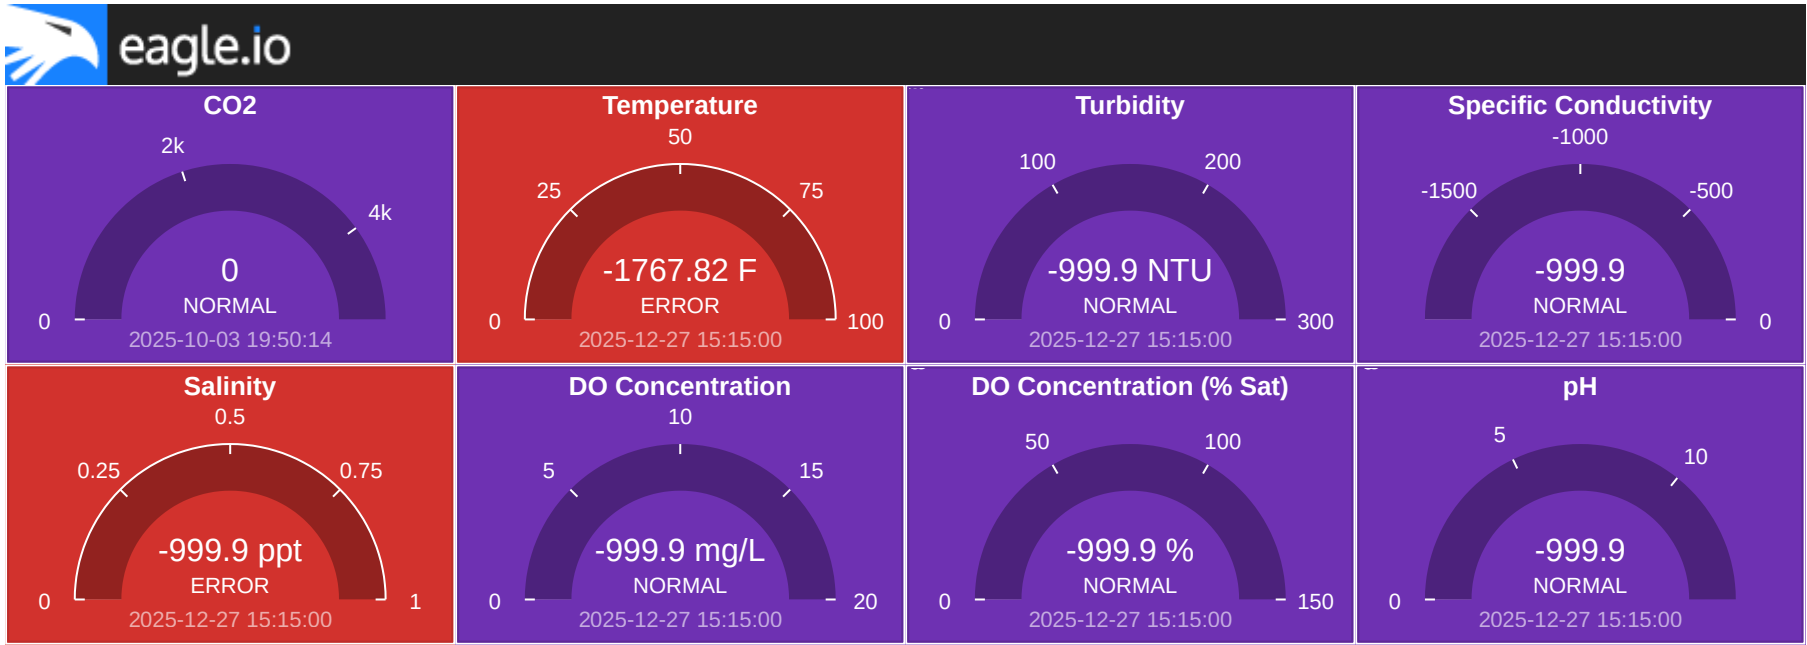 eagle.io
CO2
2k
4k
0
NORMAL
0
2025-10-03 19:50:14
Temperature
50
25
75
-1767.82 F
ERROR
0
100
2025-12-27 15:15:00
Turbidity
100
200
-999.9 NTU
NORMAL
0
300
2025-12-27 15:15:00
Specific Conductivity
-1000
-1500
-500
-999.9
NORMAL
0
2025-12-27 15:15:00
Salinity
0.5
0.25
0.75
-999.9 ppt
ERROR
0
1
2025-12-27 15:15:00
DO Concentration
10
5
15
-999.9 mg/L
NORMAL
0
20
2025-12-27 15:15:00
DO Concentration (% Sat)
50
100
-999.9 %
NORMAL
0
150
2025-12-27 15:15:00
pH
5
10
-999.9
NORMAL
0
2025-12-27 15:15:00